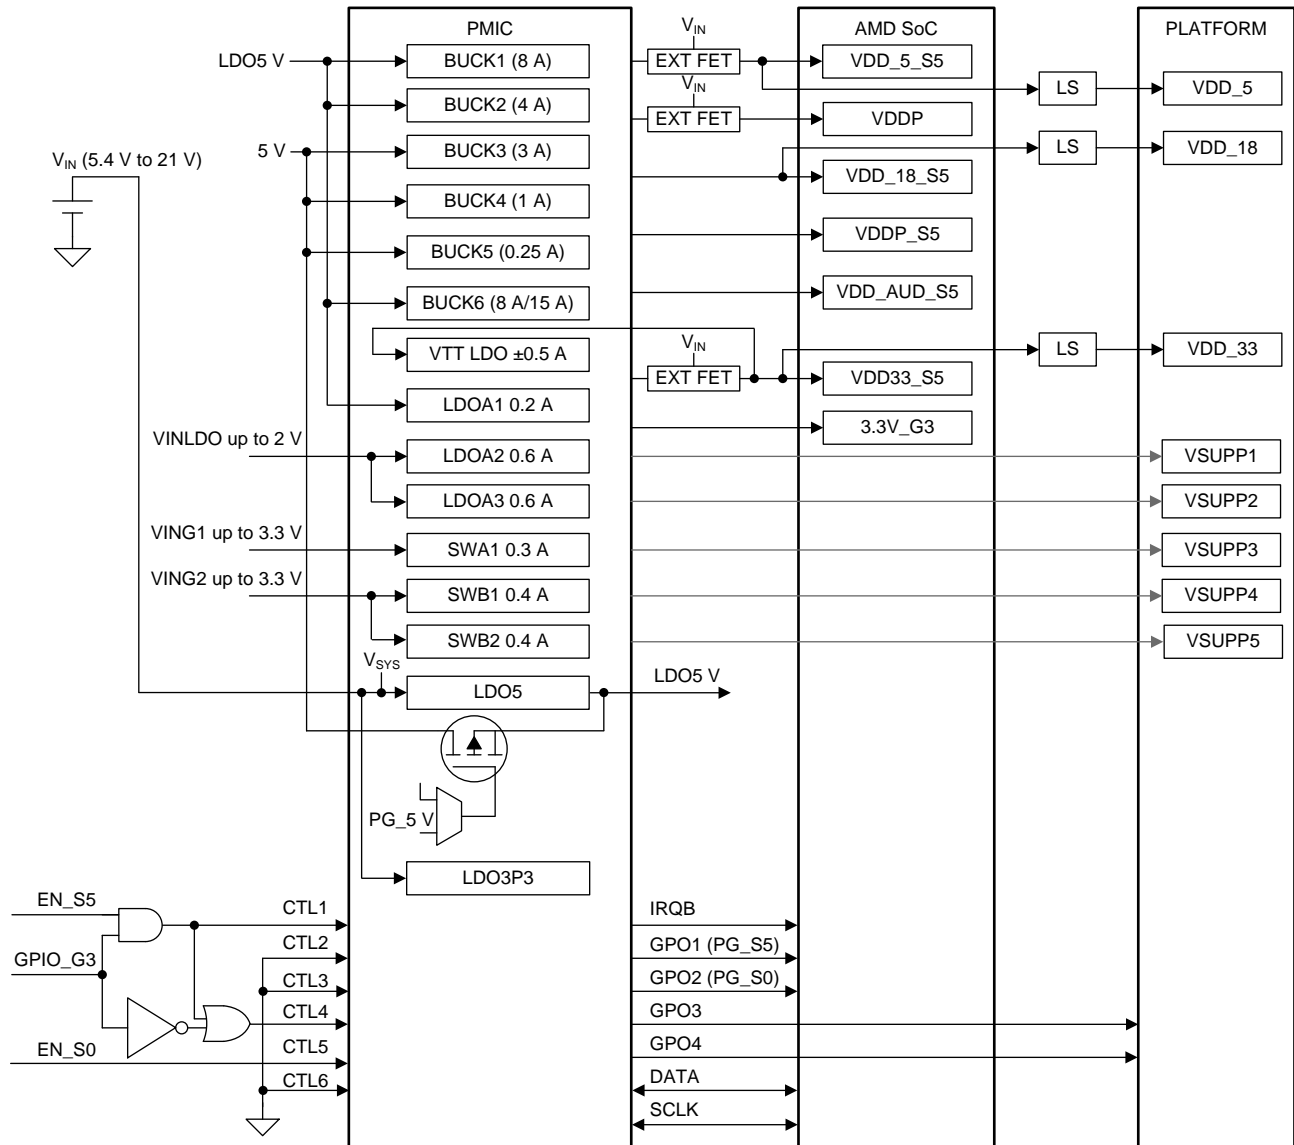 PMIC
AMD SoC
PLATFORM
LDO5 V
BUCK1 (8 A)
VIN
EXT FET
VDD_5_S5
LS
VDD_5
BUCK2 (4 A)
VIN
EXT FET
VDDP
VIN (5.4 V to 21 V)
5 V
BUCK3 (3 A)
LS
VDD_18
BUCK4 (1 A)
VDD_18_S5
BUCK5 (0.25 A)
VDDP_S5
BUCK6 (8 A/15 A)
VDD_AUD_S5
VTT LDO ±0.5 A
VIN
EXT FET
LS
VDD_33
VDD33_S5
LDOA1 0.2 A
3.3V_G3
VINLDO up to 2 V
LDOA2 0.6 A
VSUPP1
LDOA3 0.6 A
VSUPP2
VING1 up to 3.3 V
SWA1 0.3 A
VSUPP3
VING2 up to 3.3 V
SWB1 0.4 A
VSUPP4
SWB2 0.4 A
VSUPP5
VSYS
LDO5
LDO5 V
PG_5 V
LDO3P3
EN_S5
CTL1
IRQB
CTL2
GPO1 (PG_S5)
GPIO_G3
CTL3
GPO2 (PG_S0)
CTL4
GPO3
EN_S0
CTL5
GPO4
CTL6
DATA
SCLK